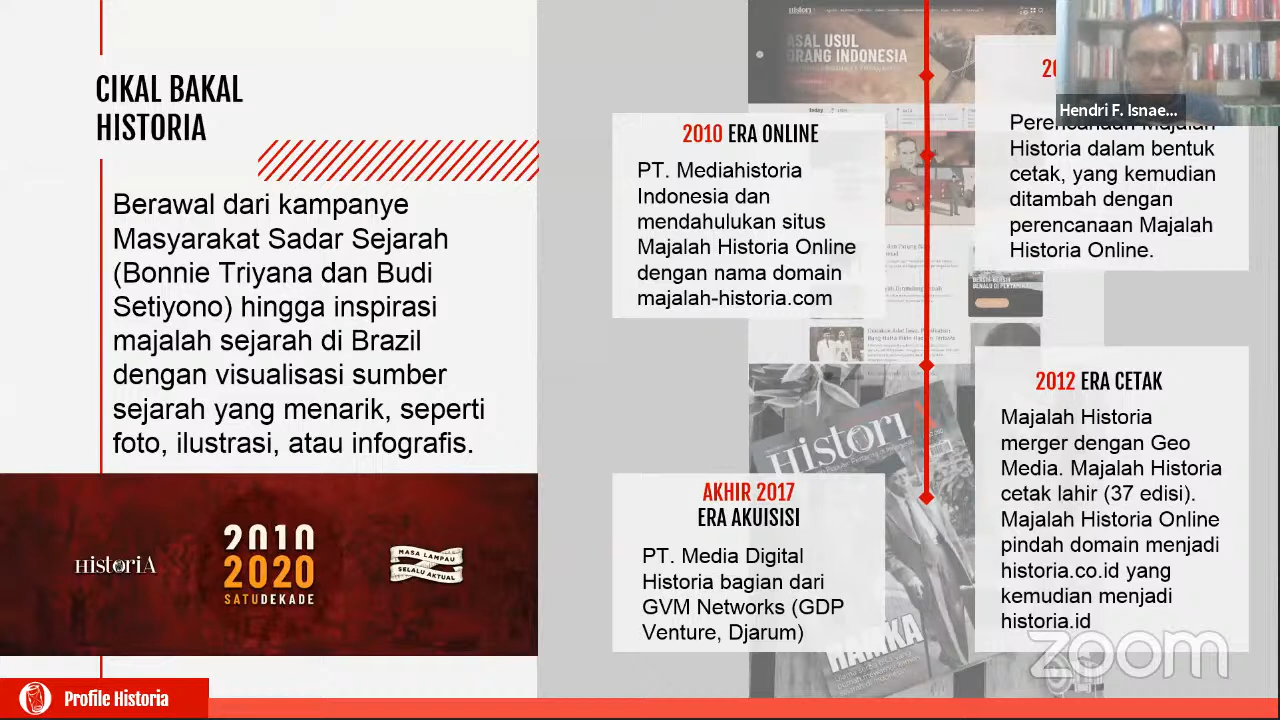 CIKAL BAKAL
HISTORIA
Berawal dari kampanye
Masyarakat Sadar Sejarah
(Bonnie Triyana dan Budi
Setiyono) hingga inspirasi
majalah sejarah di Brazil
dengan visualisasi sumber
sejarah yang menarik, seperti
foto, ilustrasi, atau infografis.
HistoriA
2010
2020
SATUDEKADE
MASA LAMPAU
SELALU AKTUAL
Profile Historia
ASAL USUL
ORANG INDONESIA
2010 ERA ONLINE
PT. Mediahistoria
Indonesia dan
mendahulukan situs
Majalah Historia Online
dengan nama domain
majalah-historia.com
Hendri F. Isnae...
Perencanaan Majalah
Historia dalam bentuk
cetak, yang kemudian
ditambah dengan
perencanaan Majalah
Historia Online.
2012 ERA CETAK
Majalah Historia
merger dengan Geo
Media. Majalah Historia
cetak lahir (37 edisi).
Majalah Historia Online
pindah domain menjadi
historia.co.id yang
kemudian menjadi
historia.id
AKHIR 2017
ERA AKUISISI
PT. Media Digital
Historia bagian dari
GVM Networks (GDP
Venture, Djarum)
HistoriA
HAMKA
zoom